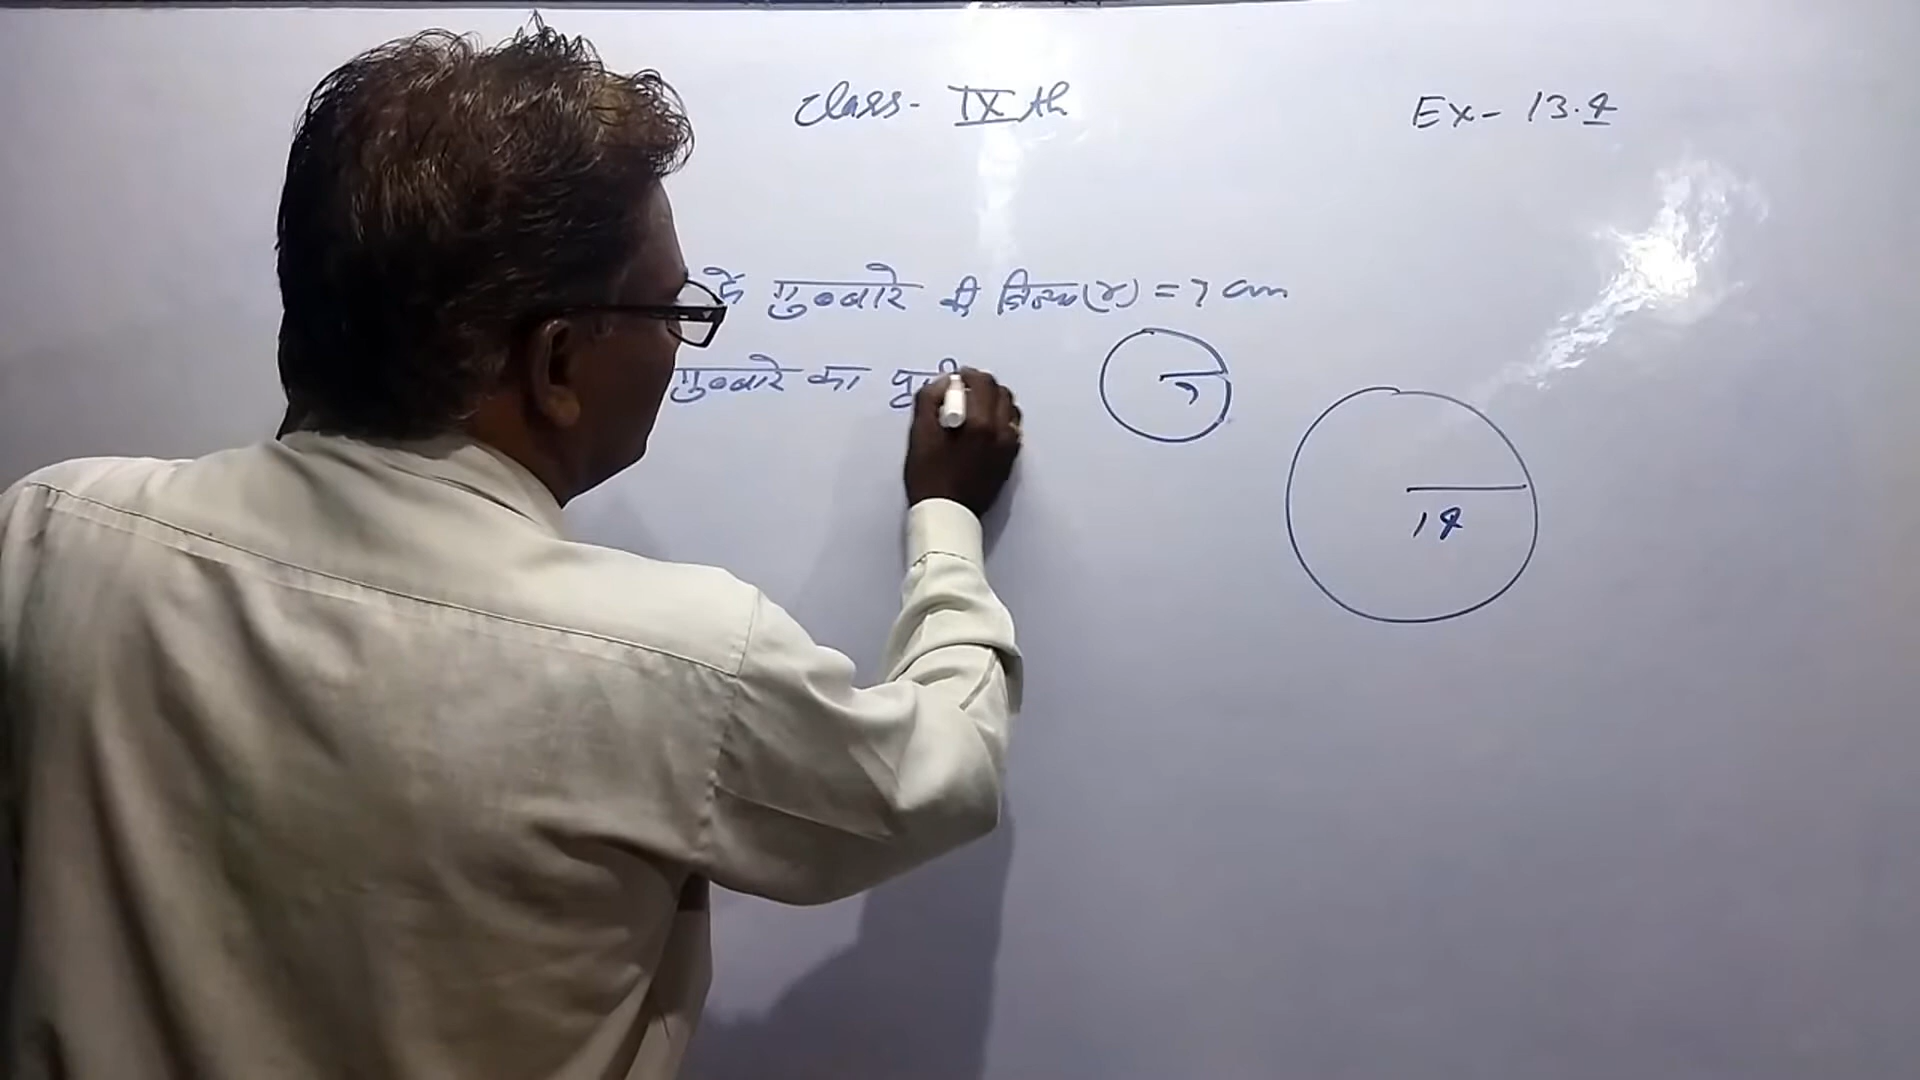 Class - IXth
Ex - 13.4
में गुब्बारे की त्रिज्या (r) = 7 cm
गुब्बारे का
7
14